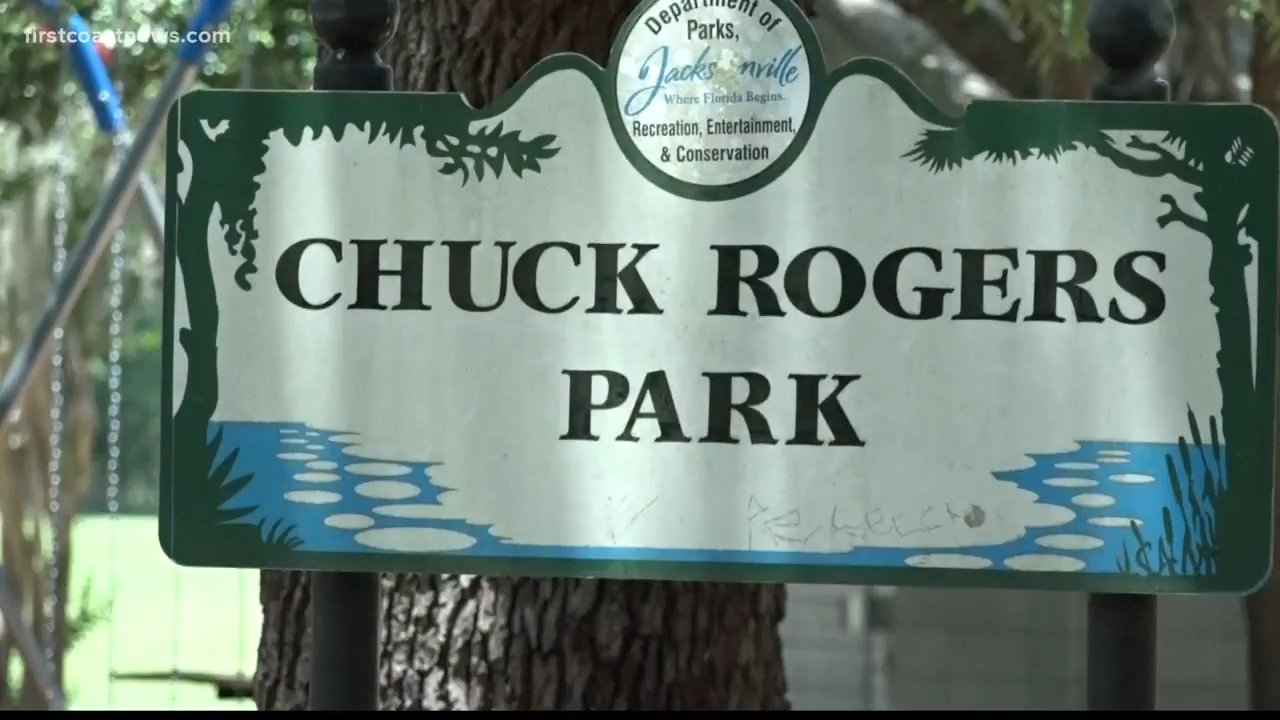 firstcoastnews.com
Department of
Parks,
Jacksonville
Where Florida Begins.
Recreation, Entertainment,
& Conservation
CHUCK ROGERS
PARK